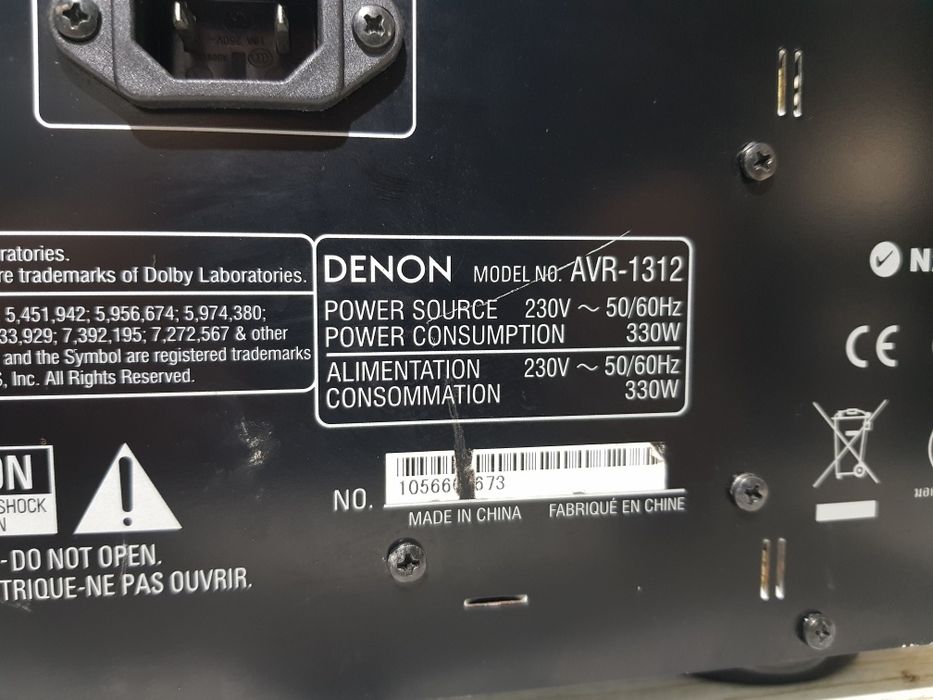 ratories.
re trademarks of Dolby Laboratories.
5,451,942; 5,956,674; 5,974,380;
33,929; 7,392,195; 7,272,567 & other
and the Symbol are registered trademarks
S, Inc. All Rights Reserved.
DENON MODEL NO. AVR-1312
POWER SOURCE 230V ~ 50/60Hz
POWER CONSUMPTION 330W
ALIMENTATION 230V ~ 50/60Hz
CONSOMMATION 330W
N
CE
ON
SHOCK
N
!
NO. 10566 673
MADE IN CHINA FABRIQUÉ EN CHINE
- DO NOT OPEN.
TRIQUE-NE PAS OUVRIR.